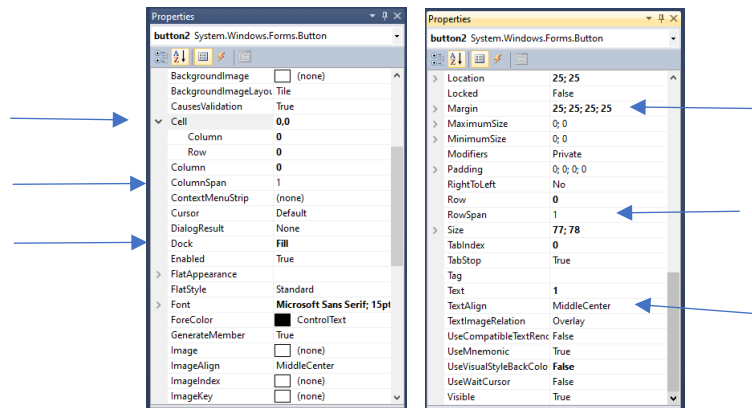 Properties
button2 System.Windows.Forms.Button
BackgroundImage (none)
BackgroundImageLayou Tile
CausesValidation True
Cell 0,0
Column 0
Row 0
Column 0
ColumnSpan 1
ContextMenuStrip (none)
Cursor Default
DialogResult None
Dock Fill
Enabled True
FlatAppearance
FlatStyle Standard
Font Microsoft Sans Serif; 15pt
ForeColor ControlText
GenerateMember True
Image (none)
ImageAlign MiddleCenter
ImageIndex (none)
ImageKey (none)
Properties
button2 System.Windows.Forms.Button
Location 25; 25
Locked False
Margin 25; 25; 25; 25
MaximumSize 0; 0
MinimumSize 0; 0
Modifiers Private
Padding 0; 0; 0; 0
RightToLeft No
Row 0
RowSpan 1
Size 77; 78
TabIndex 0
TabStop True
Tag
Text 1
TextAlign MiddleCenter
TextImageRelation Overlay
UseCompatibleTextRenc False
UseMnemonic True
UseVisualStyleBackColo False
UseWaitCursor False
Visible True